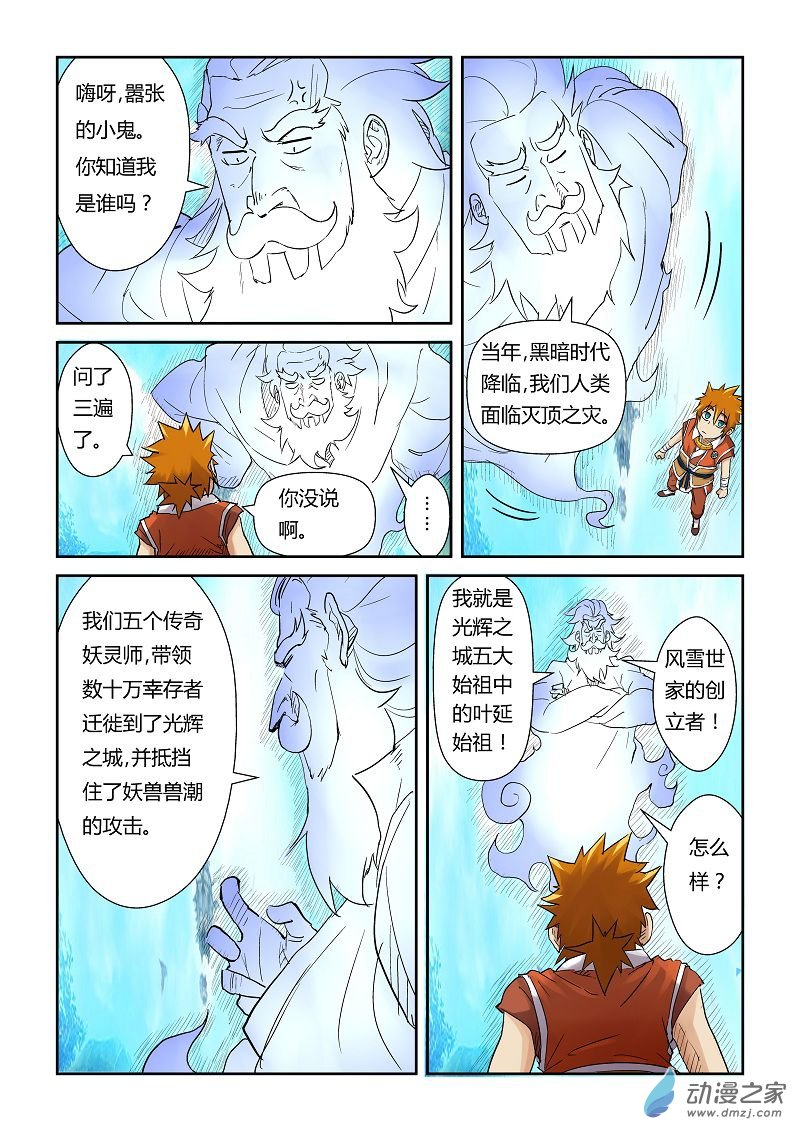 嗨呀，嚣张
的小鬼。
你知道我
是谁吗？
问了
三遍
了。
你没说
啊。
……
当年，黑暗时代
降临，我们人类
面临灭顶之灾。
我们五个传奇
妖灵师，带领
数十万幸存者
迁徙到了光辉
之城，并抵挡
住了妖兽兽潮
的攻击。
我就是
光辉之
城五大
始祖中
的叶延
始祖！
风雪世
家的创
立者！
怎么
样？
动漫之家
www.dmzj.com